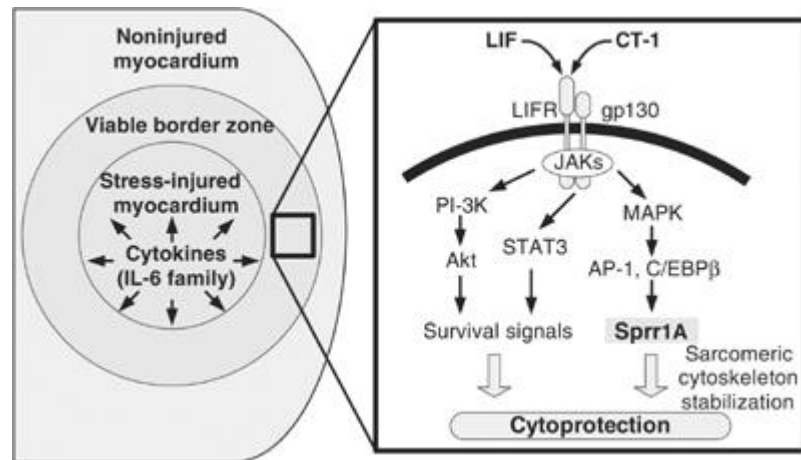 Noninjured
myocardium
Viable border zone
Stress-injured
myocardium
Cytokines
(IL-6 family)
LIF
CT-1
LIFR
gp130
JAKs
PI-3K
STAT3
MAPK
Akt
AP-1, C/EBPβ
Survival signals
Sprr1A
Sarcomeric
cytoskeleton
stabilization
Cytoprotection